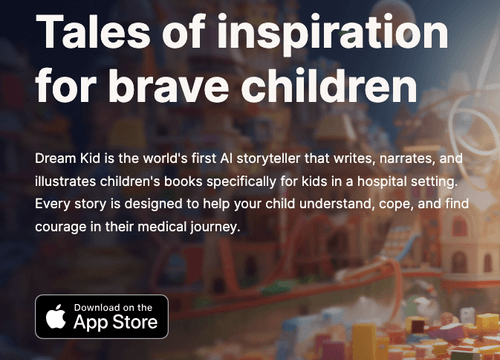 Tales of inspiration
for brave children
Dream Kid is the world's first AI storyteller that writes, narrates, and
illustrates children's books specifically for kids in a hospital setting.
Every story is designed to help your child understand, cope, and find
courage in their medical journey.
Download on the
App Store